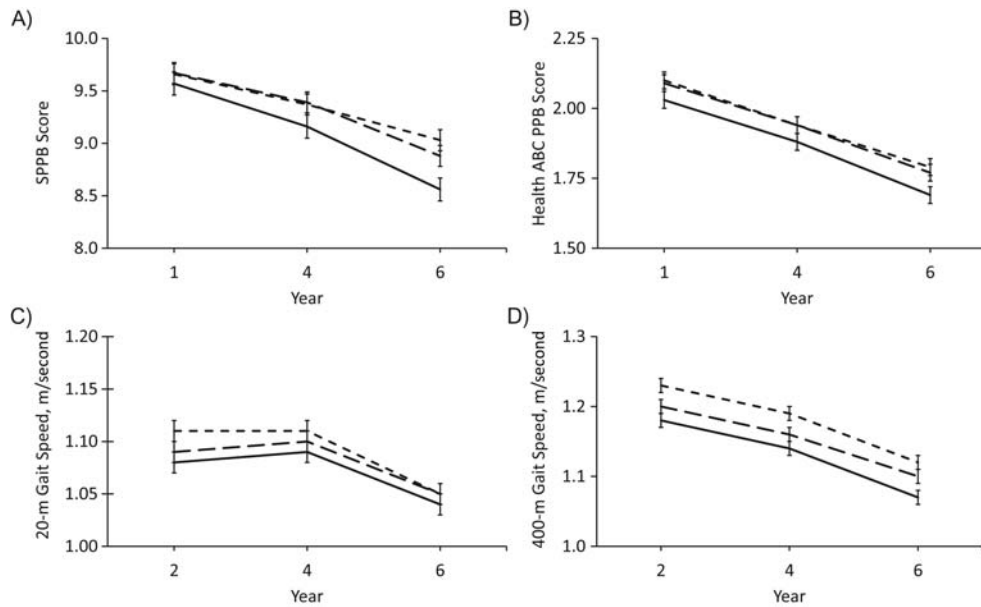 A)
SPPB Score
10.0
9.5
9.0
8.5
8.0
1
4
6
Year
B)
Health ABC PPB Score
2.25
2.00
1.75
1.50
1
4
6
Year
C)
20-m Gait Speed, m/second
1.20
1.15
1.10
1.05
1.00
2
4
6
Year
D)
400-m Gait Speed, m/second
1.3
1.2
1.1
1.0
2
4
6
Year